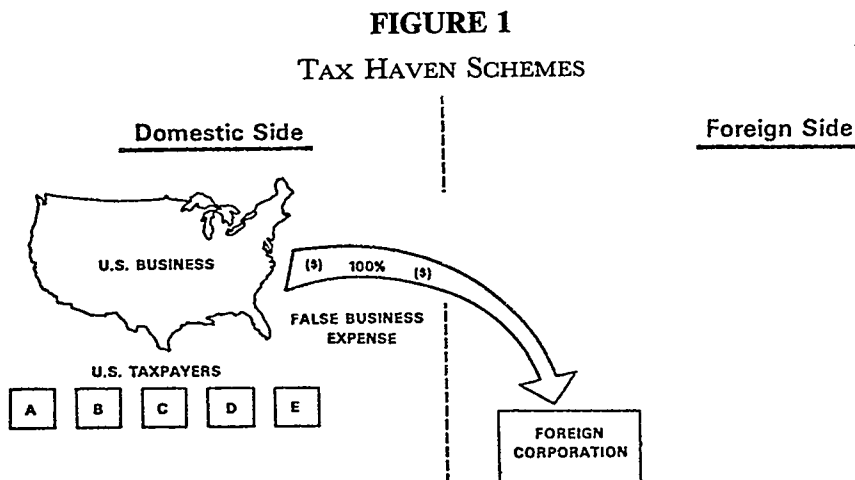 FIGURE 1
TAX HAVEN SCHEMES
Domestic Side
Foreign Side
U.S. BUSINESS
($) 100% ($)
FALSE BUSINESS
EXPENSE
U.S. TAXPAYERS
A B C D E
FOREIGN
CORPORATION